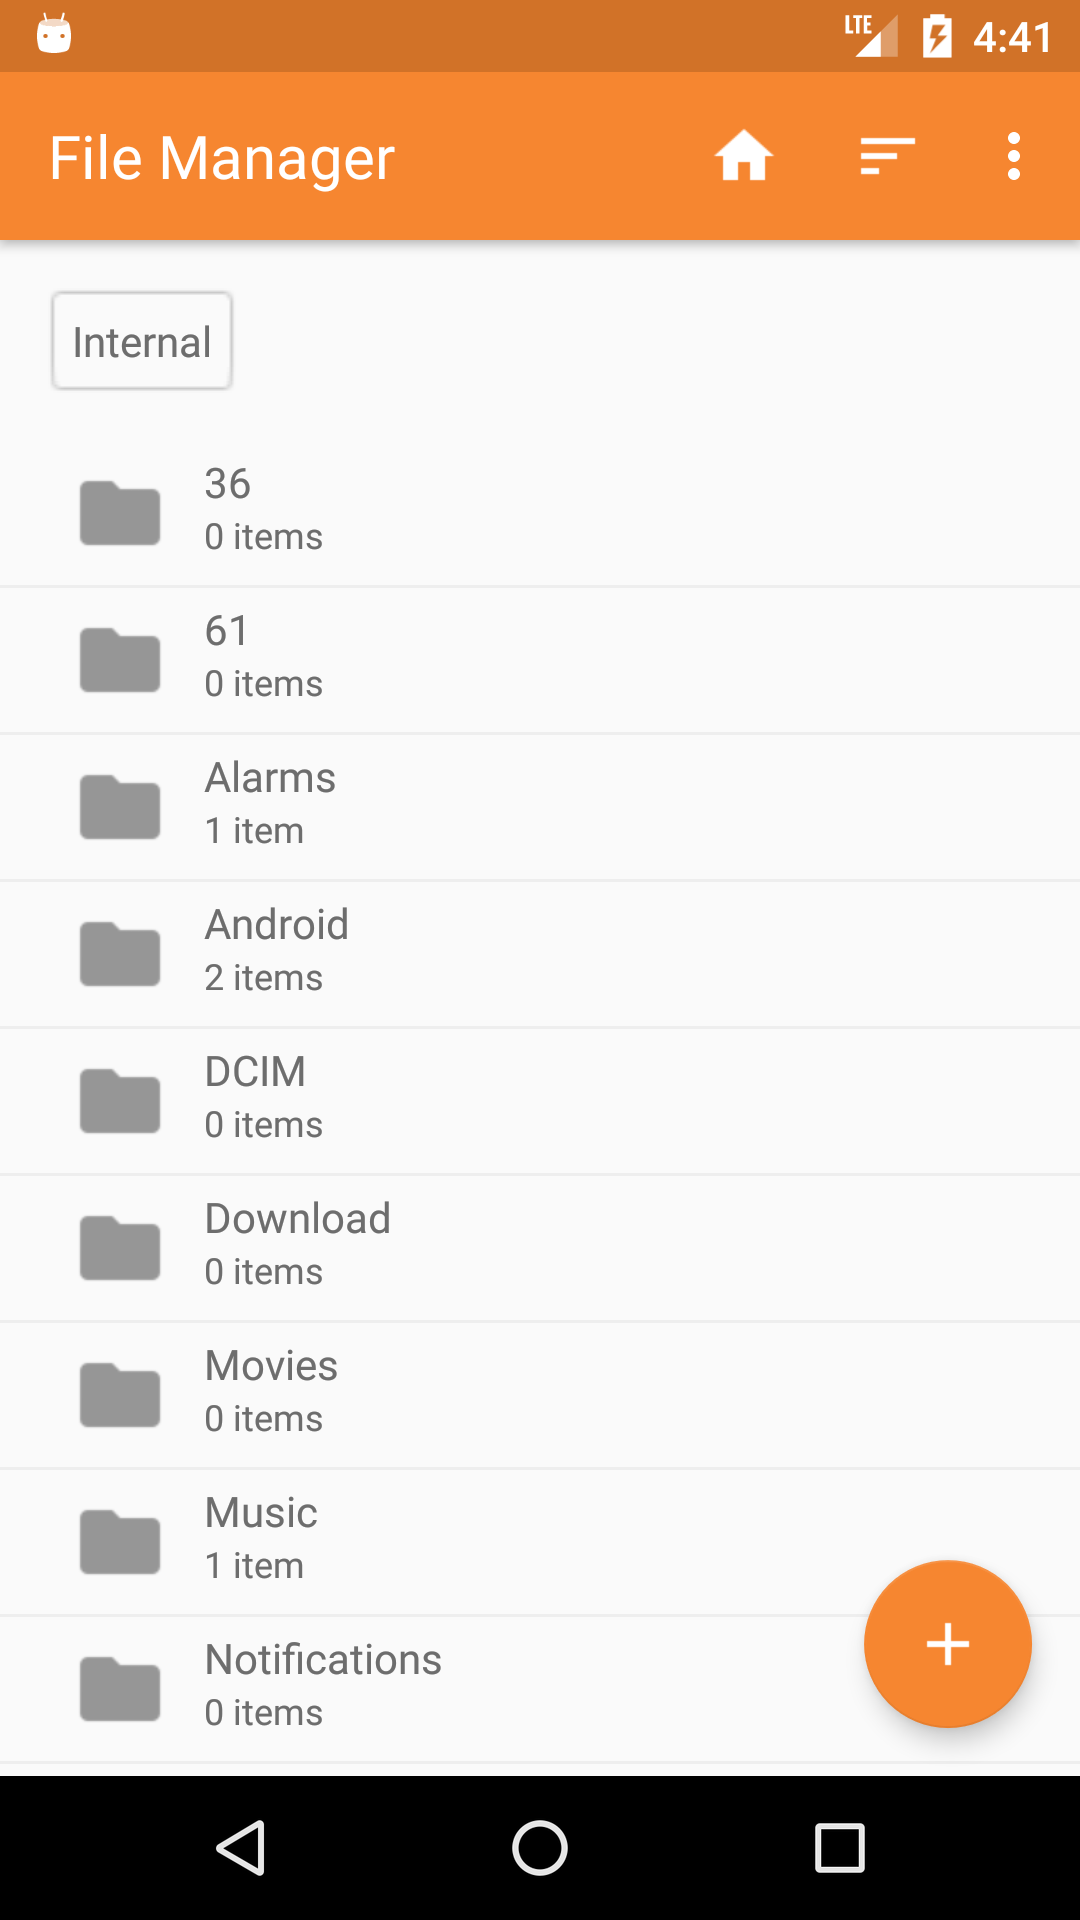 LTE 4:41
File Manager
Internal
36
0 items
61
0 items
Alarms
1 item
Android
2 items
DCIM
0 items
Download
0 items
Movies
0 items
Music
1 item
Notifications
0 items